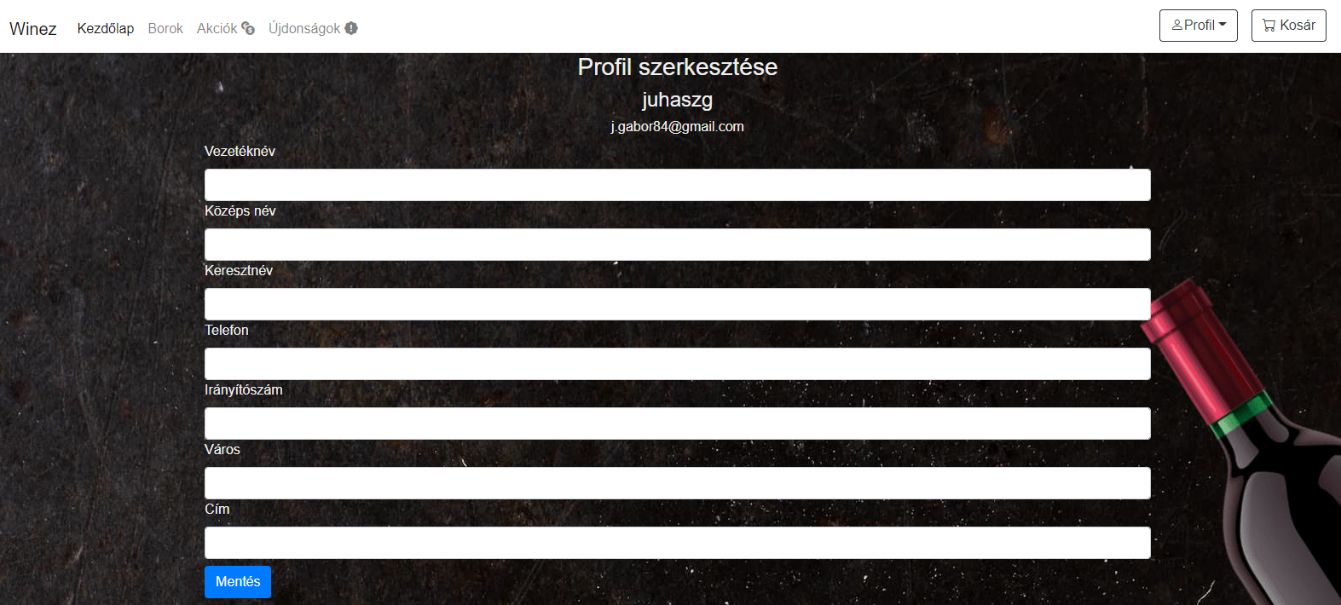 Winez Kezdőlap Borok Akciók Újdonságok Profil Kosár
Profil szerkesztése
juhaszg
j.gabor84@gmail.com
Vezetéknév
Középs név
Keresztnév
Telefon
Irányítószám
Város
Cím
Mentés